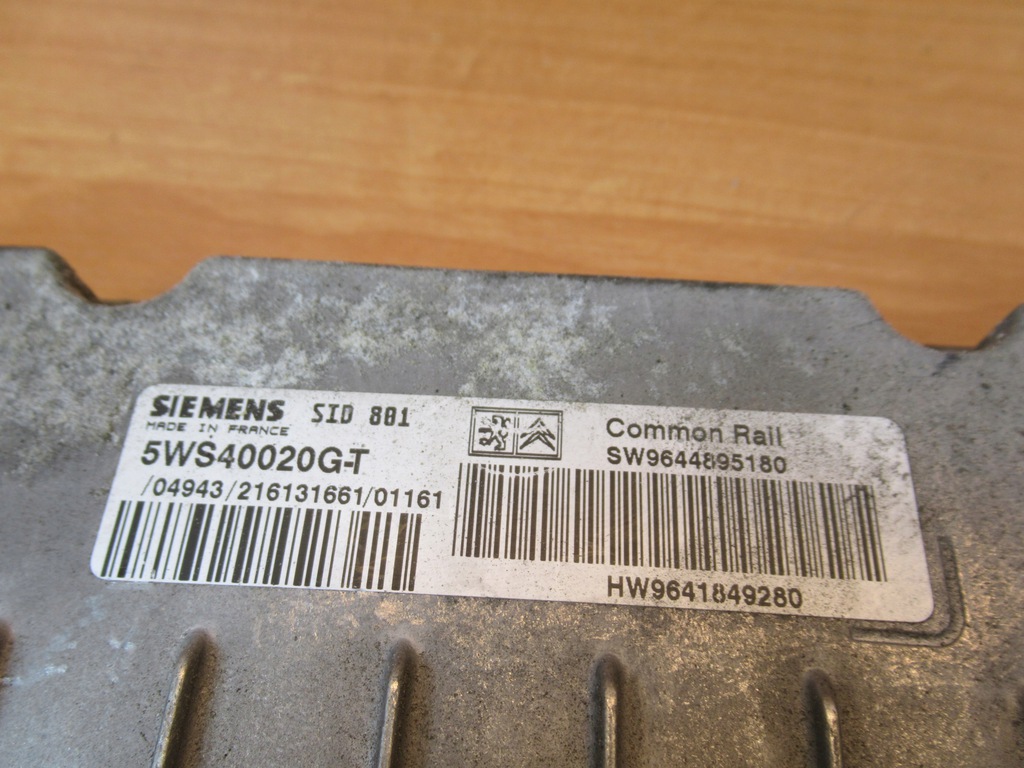 SIEMENS SID 801
MADE IN FRANCE
5WS40020G-T
/04943/216131661/01161
Common Rail
SW9644895180
HW9641849280